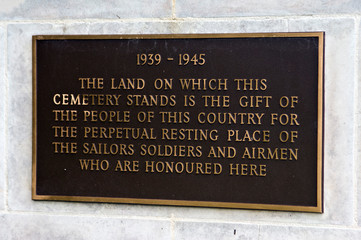 1939 - 1945
THE LAND ON WHICH THIS
CEMETERY STANDS IS THE GIFT OF
THE PEOPLE OF THIS COUNTRY FOR
THE PERPETUAL RESTING PLACE OF
THE SAILORS SOLDIERS AND AIRMEN
WHO ARE HONOURED HERE